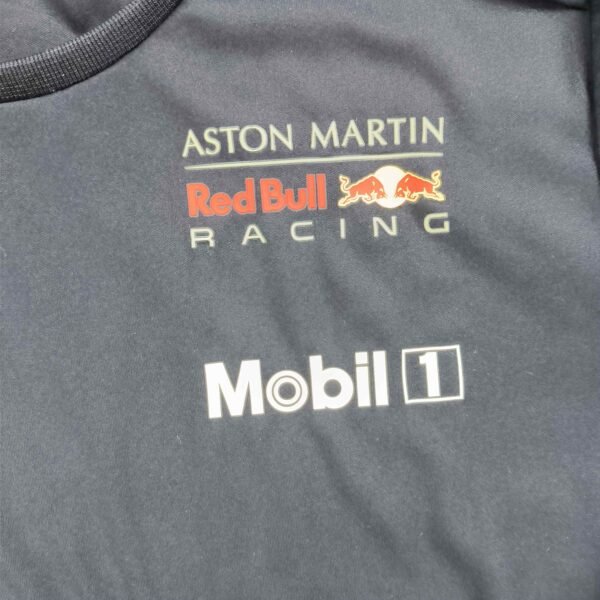 ASTON MARTIN
Red Bull
RACING
Mobil 1